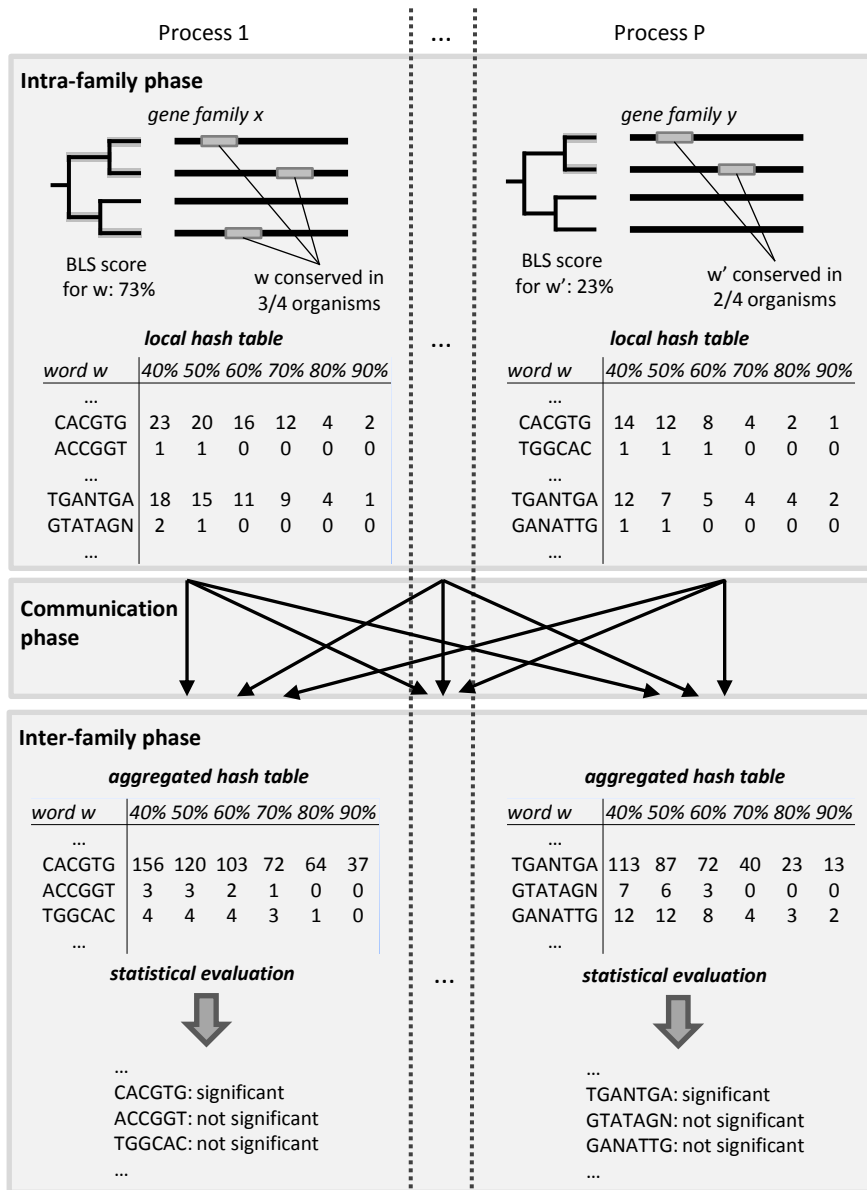 Process 1 ... Process P
Intra-family phase
gene family x
gene family y
BLS score
for w: 73%
w conserved in
3/4 organisms
BLS score
for w’: 23%
w’ conserved in
2/4 organisms
local hash table
word w 40% 50% 60% 70% 80% 90%
...
CACGTG 23 20 16 12 4 2
ACCGGT 1 1 0 0 0 0
...
TGANTGA 18 15 11 9 4 1
GTATAGN 2 1 0 0 0 0
...
...
local hash table
word w 40% 50% 60% 70% 80% 90%
...
CACGTG 14 12 8 4 2 1
TGGCAC 1 1 1 0 0 0
...
TGANTGA 12 7 5 4 4 2
GANATTG 1 1 0 0 0 0
...
Communication
phase
Inter-family phase
aggregated hash table
word w 40% 50% 60% 70% 80% 90%
...
CACGTG 156 120 103 72 64 37
ACCGGT 3 3 2 1 0 0
TGGCAC 4 4 4 3 1 0
...
statistical evaluation
...
CACGTG: significant
ACCGGT: not significant
TGGCAC: not significant
...
...
aggregated hash table
word w 40% 50% 60% 70% 80% 90%
...
TGANTGA 113 87 72 40 23 13
GTATAGN 7 6 3 0 0 0
GANATTG 12 12 8 4 3 2
...
statistical evaluation
...
TGANTGA: significant
GTATAGN: not significant
GANATTG: not significant
...